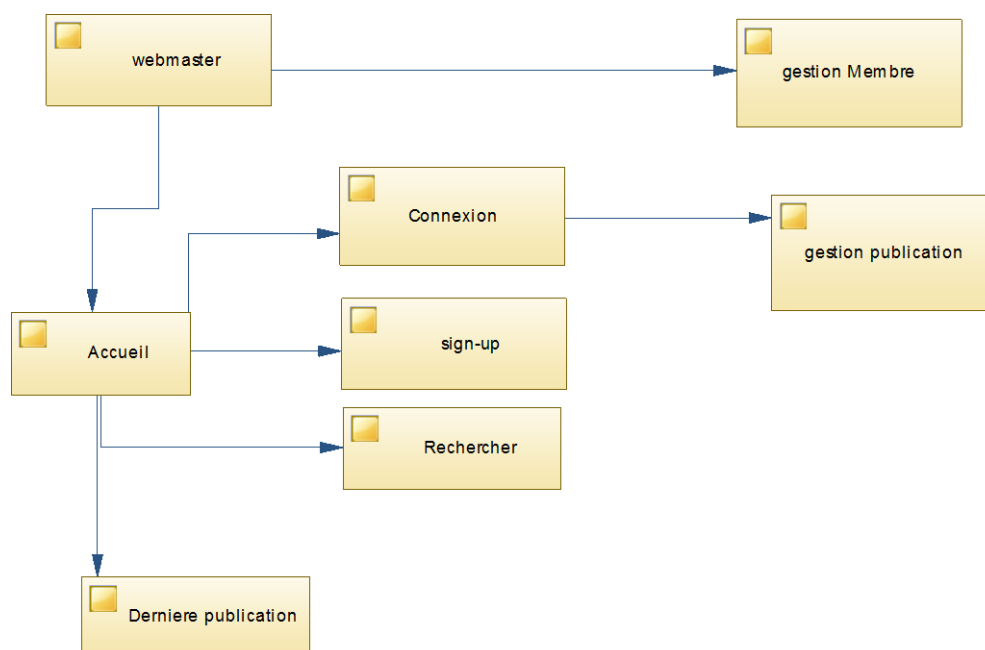 webmaster
gestion Membre
Connexion
gestion publication
Accueil
sign-up
Rechercher
Derniere publication